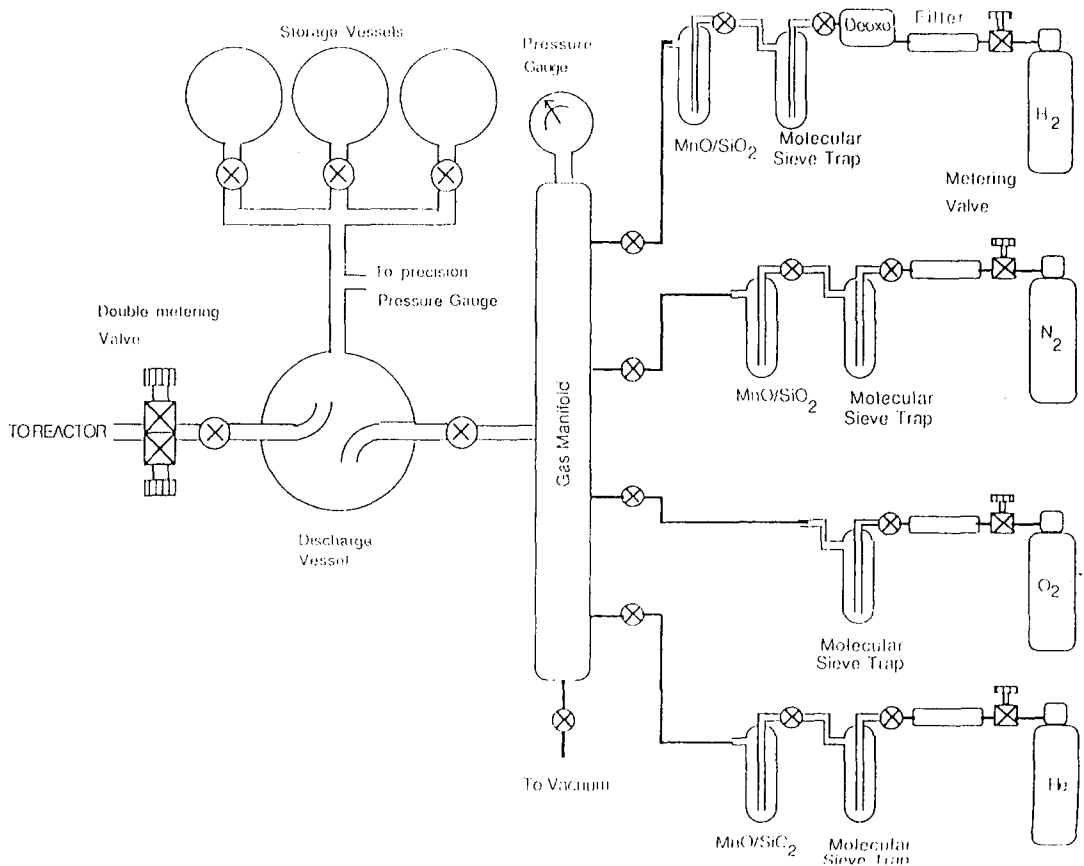 Storage Vessels
Pressure
Gauge
Deoxo
Filter
H2
MnO/SiO2
Molecular
Sieve Trap
Metering
Valve
To precision
Pressure Gauge
Double metering
Valve
N2
MnO/SiO2
Molecular
Sieve Trap
TO REACTOR
Gas Manifold
Discharge
Vessel
O2
Molecular
Sieve Trap
To Vacuum
He
MnO/SiO2
Molecular
Sieve Trap